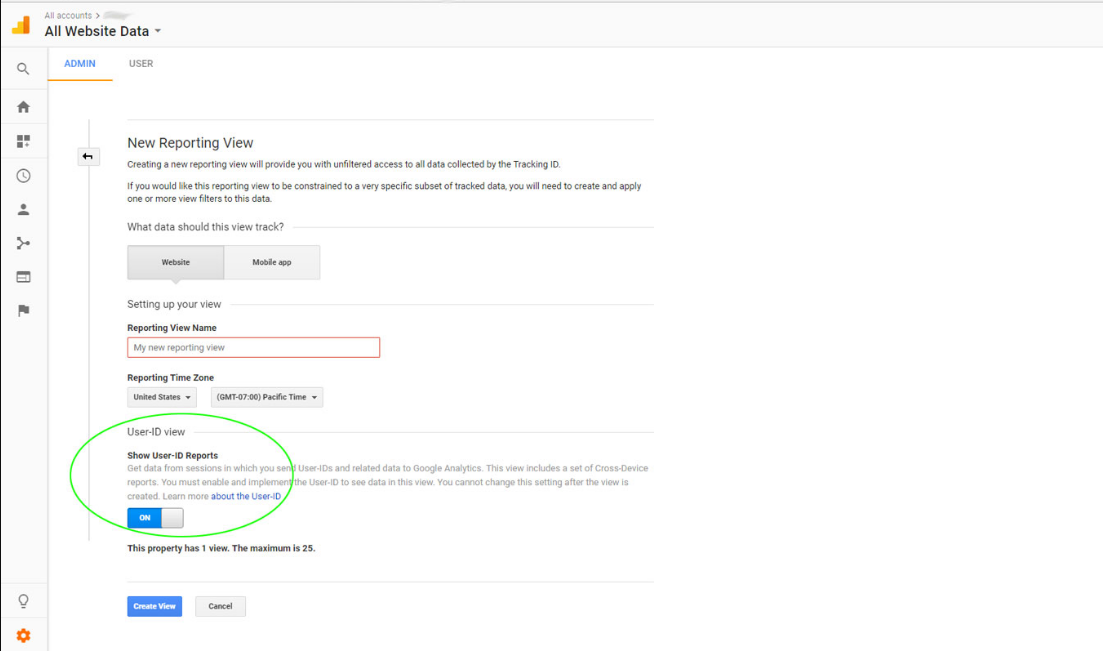 All accounts >
All Website Data
ADMIN USER
New Reporting View
Creating a new reporting view will provide you with unfiltered access to all data collected by the Tracking ID.
If you would like this reporting view to be constrained to a very specific subset of tracked data, you will need to create and apply
one or more view filters to this data.
What data should this view track?
Website Mobile app
Setting up your view
Reporting View Name
My new reporting view
Reporting Time Zone
United States (GMT-07:00) Pacific Time
User-ID view
Show User-ID Reports
Get data from sessions in which you send User-IDs and related data to Google Analytics. This view includes a set of Cross-Device
reports. You must enable and implement the User-ID to see data in this view. You cannot change this setting after the view is
created. Learn more about the User-ID
ON
This property has 1 view. The maximum is 25.
Create View Cancel